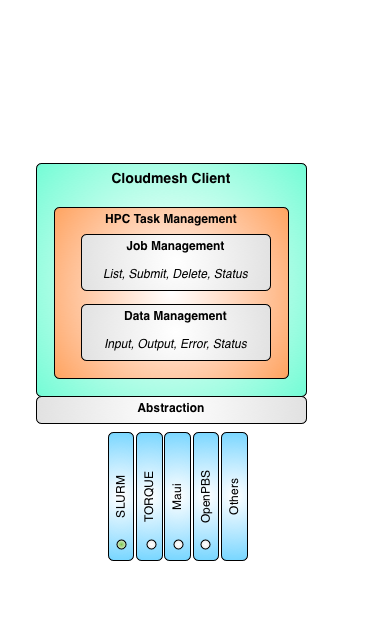 Cloudmesh Client
HPC Task Management
Job Management
List, Submit, Delete, Status
Data Management
Input, Output, Error, Status
Abstraction
SLURM
TORQUE
Maui
OpenPBS
Others